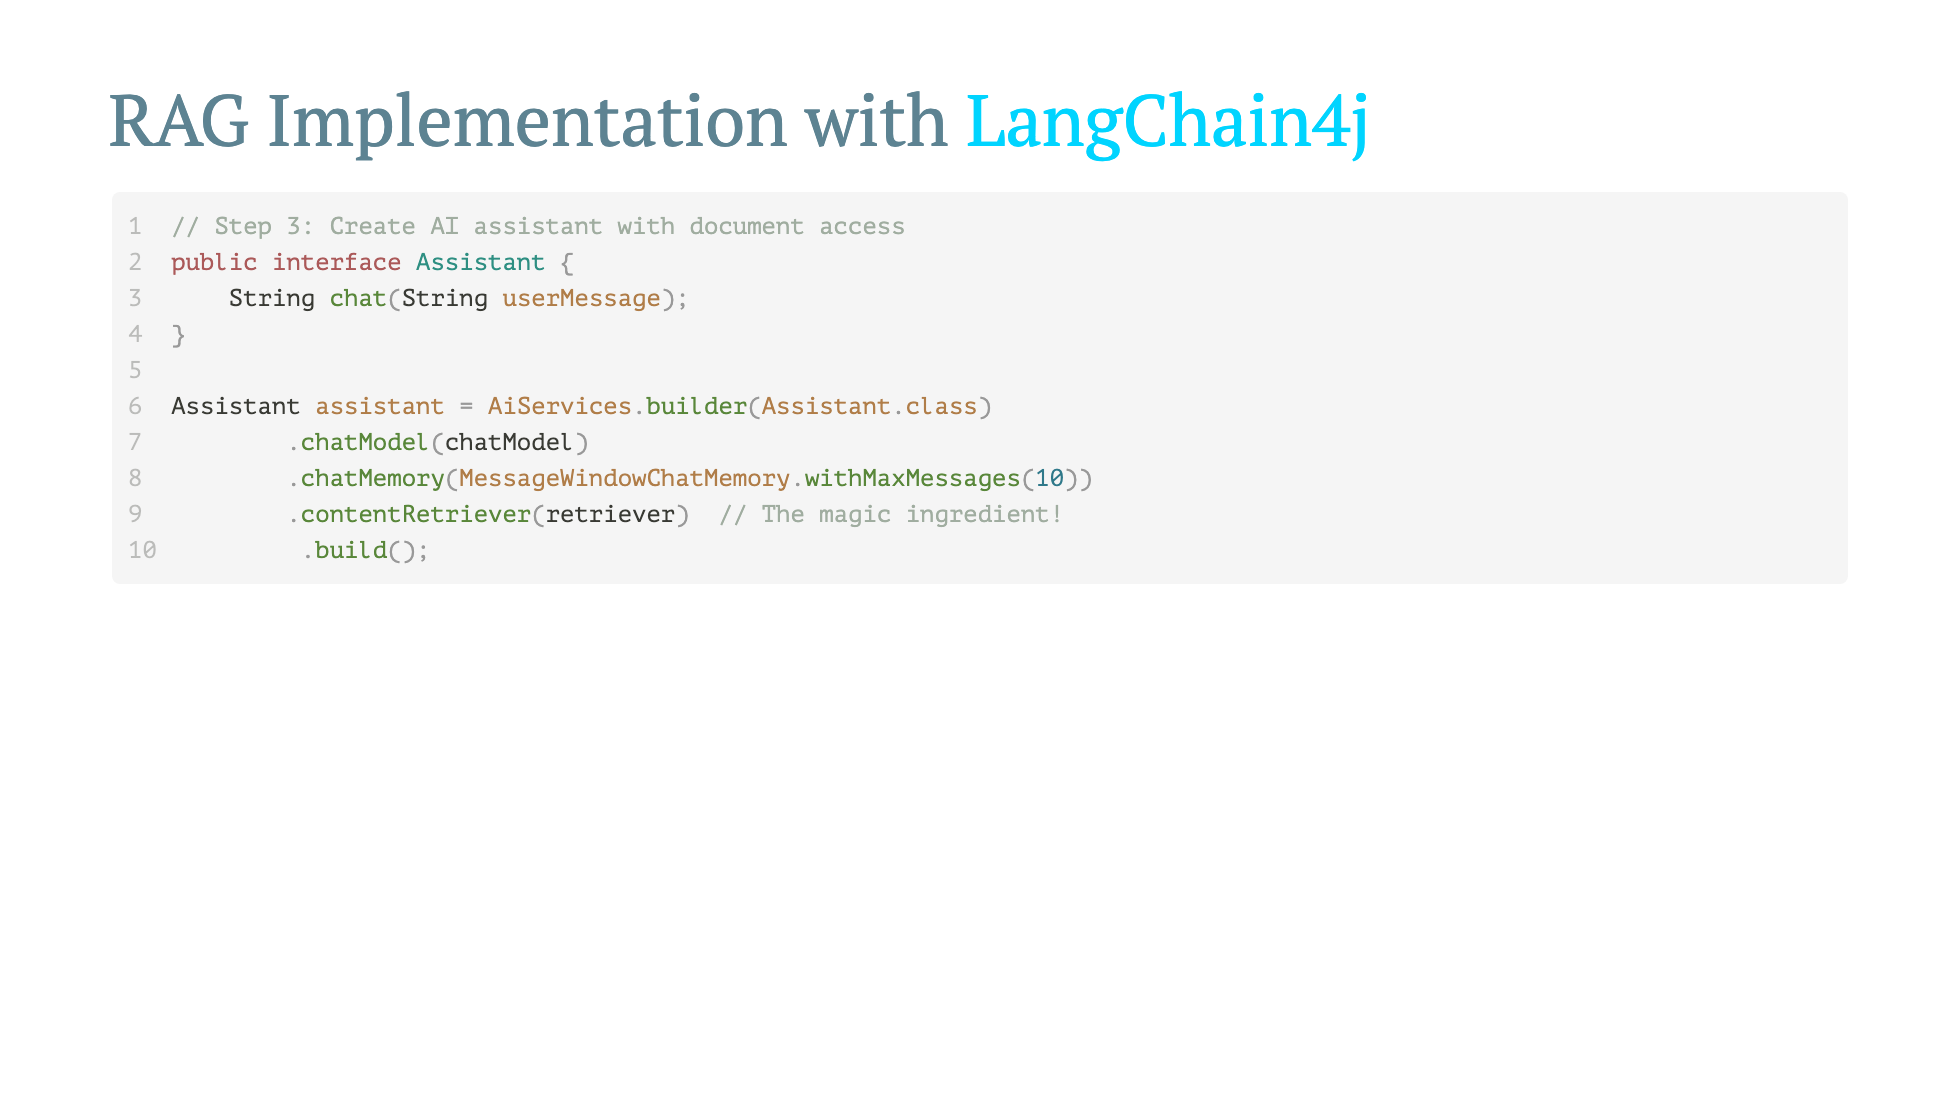 RAG Implementation with LangChain4j
1 // Step 3: Create AI assistant with document access
2 public interface Assistant {
3     String chat(String userMessage);
4 }
5
6 Assistant assistant = AiServices.builder(Assistant.class)
7         .chatModel(chatModel)
8         .chatMemory(MessageWindowChatMemory.withMaxMessages(10))
9         .contentRetriever(retriever)  // The magic ingredient!
10          .build();